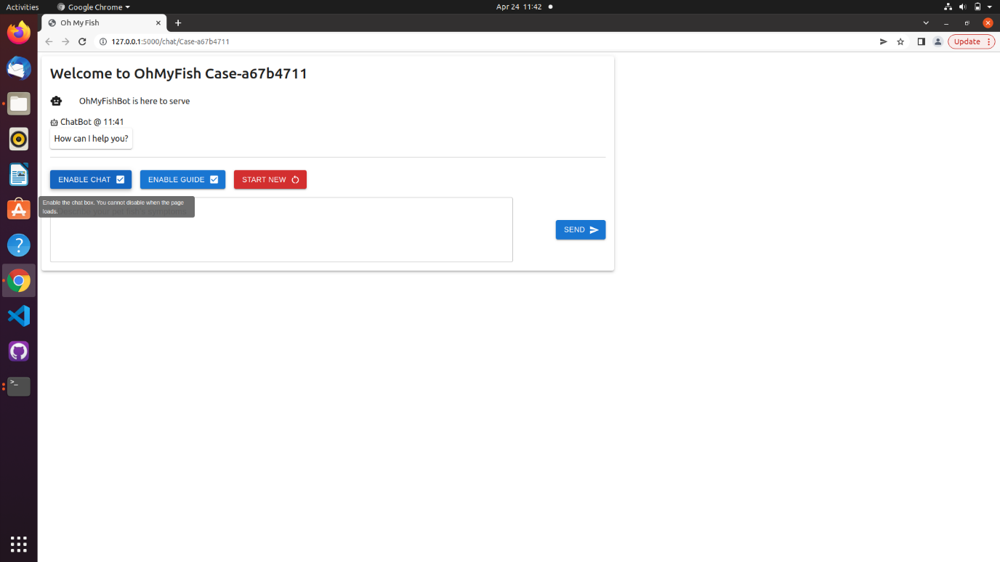 Activities
Google Chrome
Apr 24 11:42
Oh My Fish
127.0.0.1:5000/chat/Case-a67b4711
Update
Welcome to OhMyFish Case-a67b4711
OhMyFishBot is here to serve
ChatBot @ 11:41
How can I help you?
ENABLE CHAT
ENABLE GUIDE
START NEW
Enable the chat box. You cannot disable when the page
loads.
SEND